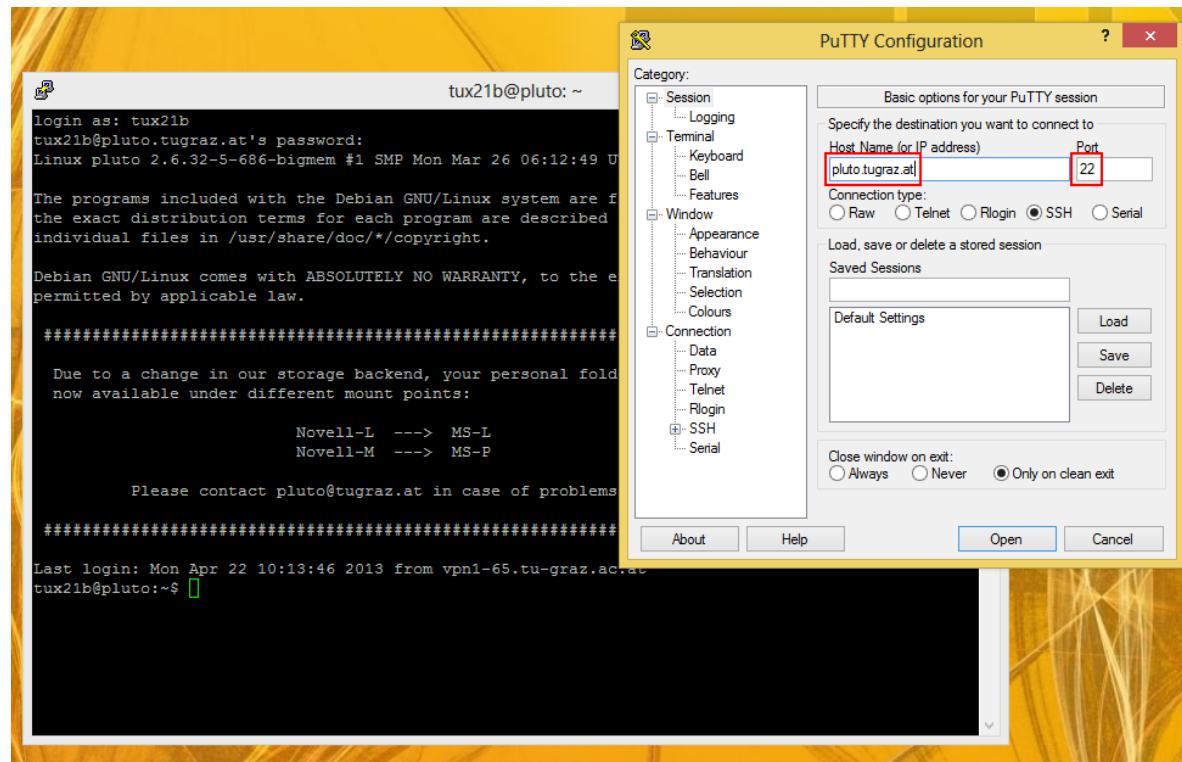 tux21b@pluto: ~
login as: tux21b
tux21b@pluto.tugraz.at's password:
Linux pluto 2.6.32-5-686-bigmem #1 SMP Mon Mar 26 06:12:49 U
The programs included with the Debian GNU/Linux system are f
the exact distribution terms for each program are described
individual files in /usr/share/doc/*/copyright.
Debian GNU/Linux comes with ABSOLUTELY NO WARRANTY, to the e
permitted by applicable law.
###########################################################
Due to a change in our storage backend, your personal fold
now available under different mount points:
Novell-L ---> MS-L
Novell-M ---> MS-P
Please contact pluto@tugraz.at in case of problems
###########################################################
Last login: Mon Apr 22 10:13:46 2013 from vpn1-65.tu-graz.ac.at
tux21b@pluto:~$
PuTTY Configuration
? ×
Category:
Session
Logging
Terminal
Keyboard
Bell
Features
Window
Appearance
Behaviour
Translation
Selection
Colours
Connection
Data
Proxy
Telnet
Rlogin
SSH
Serial
Basic options for your PuTTY session
Specify the destination you want to connect to
Host Name (or IP address) Port
pluto.tugraz.at 22
Connection type:
Raw Telnet Rlogin SSH Serial
Load, save or delete a stored session
Saved Sessions
Default Settings
Load
Save
Delete
Close window on exit:
Always Never Only on clean exit
About Help Open Cancel